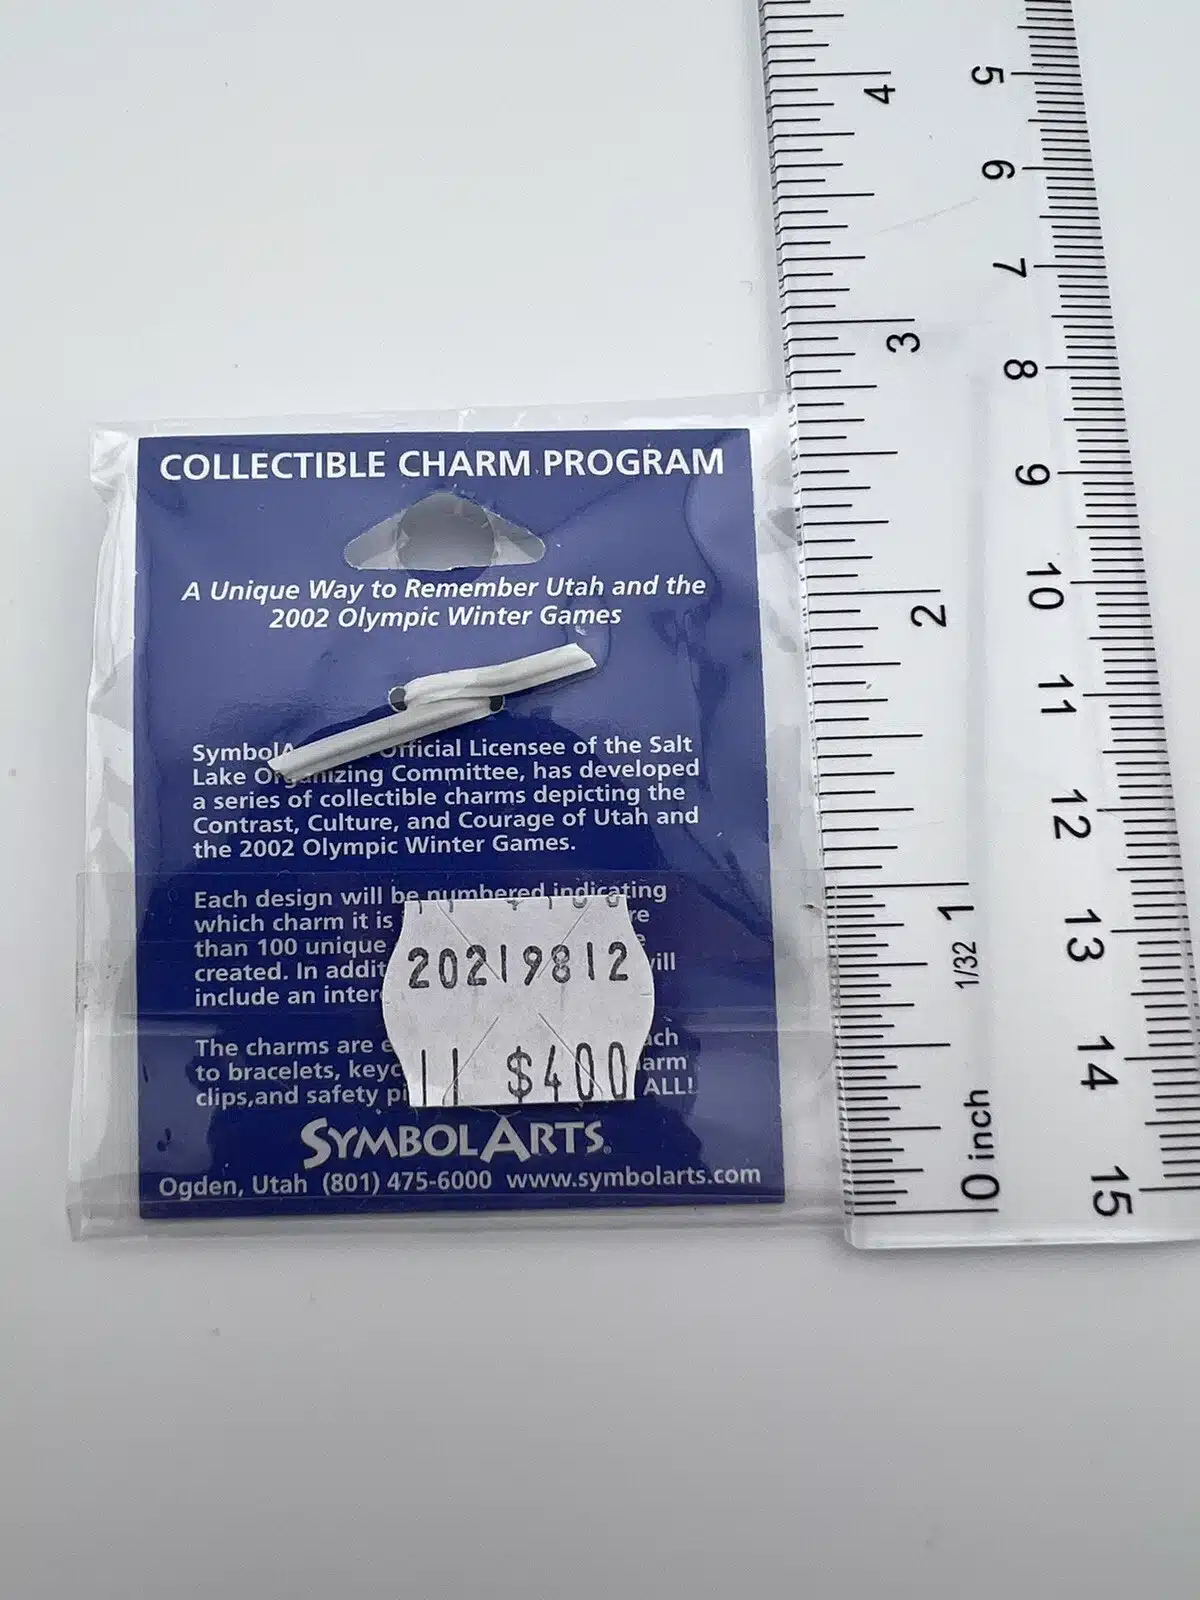 COLLECTIBLE CHARM PROGRAM
A Unique Way to Remember Utah and the
2002 Olympic Winter Games
Official Licensee of the Salt
Lake Organizing Committee, has developed
a series of collectible charms depicting the
Contrast, Culture, and Courage of Utah and
the 2002 Olympic Winter Games.
Each design will be numbered indicating
which charm it is
than 100 unique
created. In
include an
The charms are
to bracelets,
clips,and safety
ALL!
20219812
11 $400
SYMBOLARTS®
Ogden, Utah (801) 475-6000 www.symbolarts.com
4
3
2
1
1/32
0 inch
5
6
7
8
9
10
11
12
13
14
15